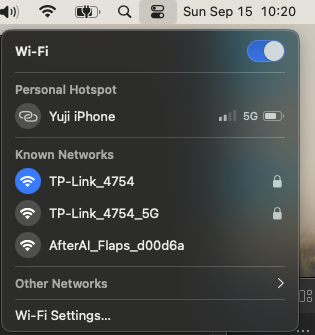 Sun Sep 15 10:20
Wi-Fi
Personal Hotspot
Yuji iPhone 5G
Known Networks
TP-Link_4754
TP-Link_4754_5G
AfterAI_Flaps_d00d6a
Other Networks
Wi-Fi Settings...